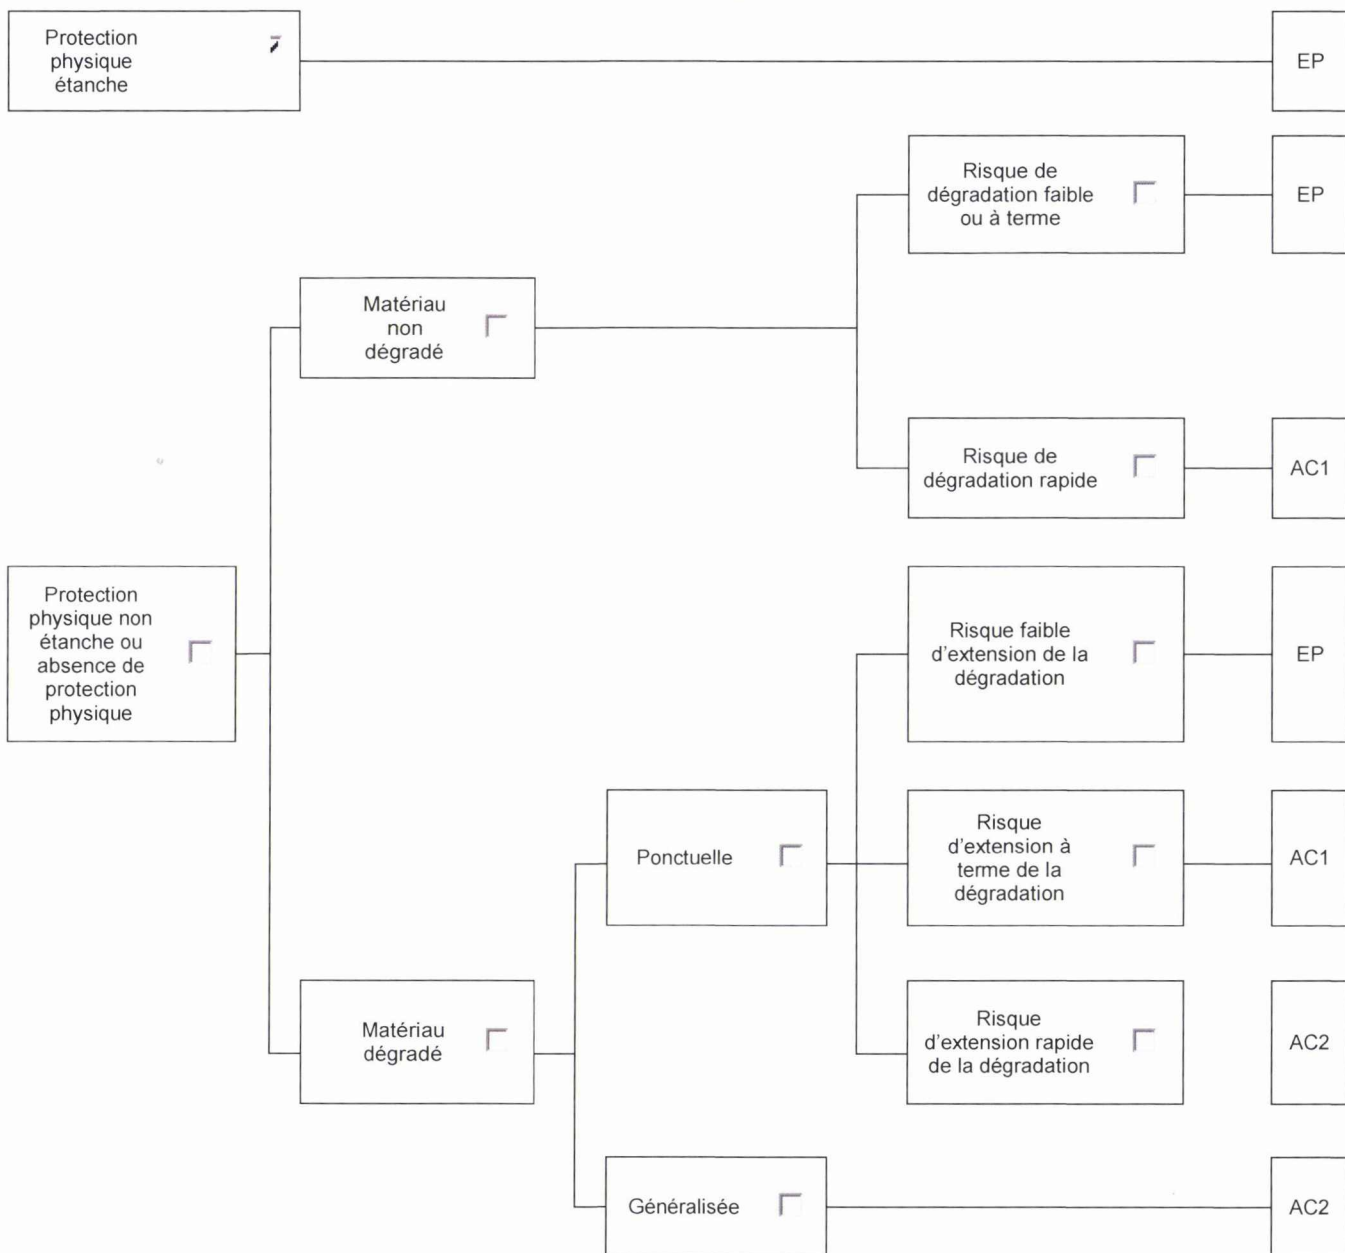 Protection
physique
étanche
EP
Risque de
dégradation faible
ou à terme
EP
Matériau
non
dégradé
Risque de
dégradation rapide
AC1
Protection
physique non
étanche ou
absence de
protection
physique
Risque faible
d'extension de la
dégradation
EP
Ponctuelle
Risque
d'extension à
terme de la
dégradation
AC1
Matériau
dégradé
Risque
d'extension rapide
de la dégradation
AC2
Généralisée
AC2